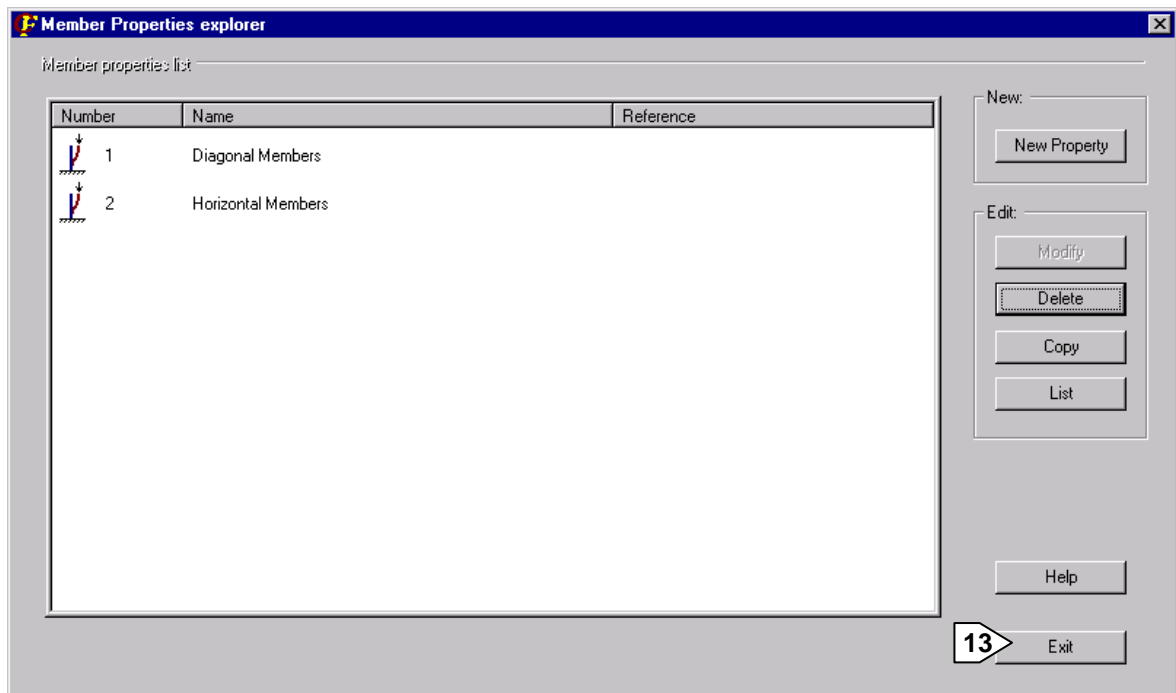 Member Properties explorer
Member properties list
Number Name Reference
1 Diagonal Members
2 Horizontal Members
New:
New Property
Edit:
Modify
Delete
Copy
List
Help
13 Exit